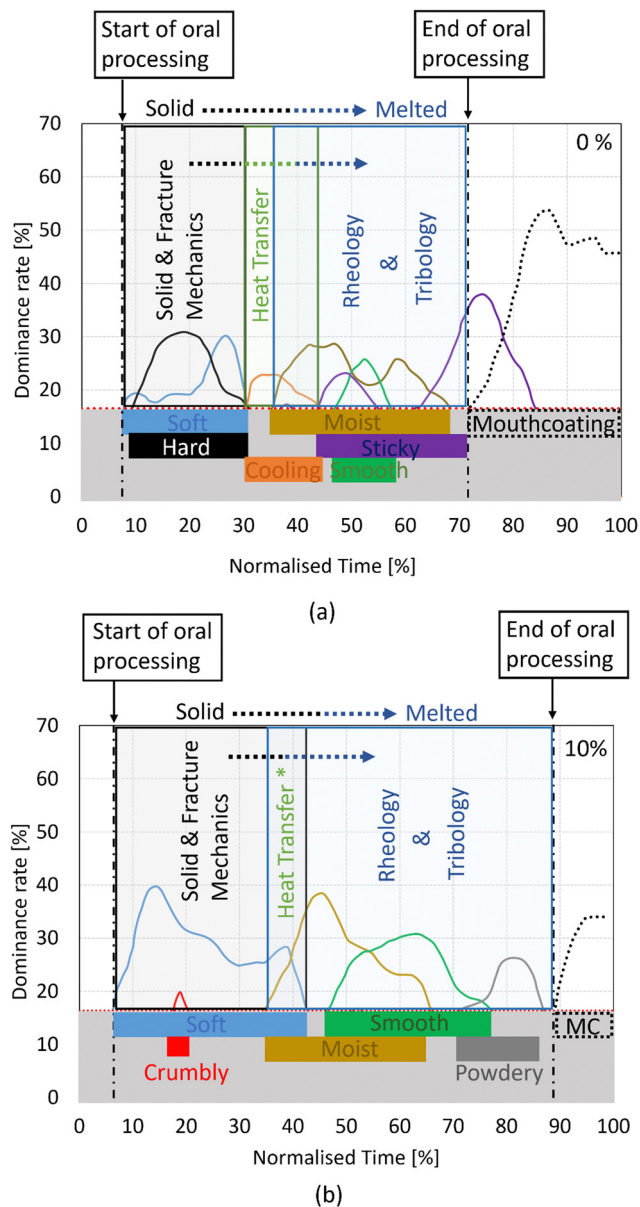 Start of oral
processing
End of oral
processing
Solid
Melted
70
60
50
40
30
20
10
0
Dominance rate [%]
0 %
Solid & Fracture
Mechanics
Heat Transfer
Rheology
&
Tribology
Soft
Moist
Mouthcoating
Hard
Sticky
Cooling
Smooth
0 10 20 30 40 50 60 70 80 90 100
Normalised Time [%]
(a)
Start of oral
processing
End of oral
processing
Solid
Melted
70
60
50
40
30
20
10
0
Dominance rate [%]
10%
Solid & Fracture
Mechanics
Heat Transfer*
Rheology
&
Tribology
Soft
Smooth
MC
Crumbly
Moist
Powdery
0 10 20 30 40 50 60 70 80 90 100
Normalised Time [%]
(b)